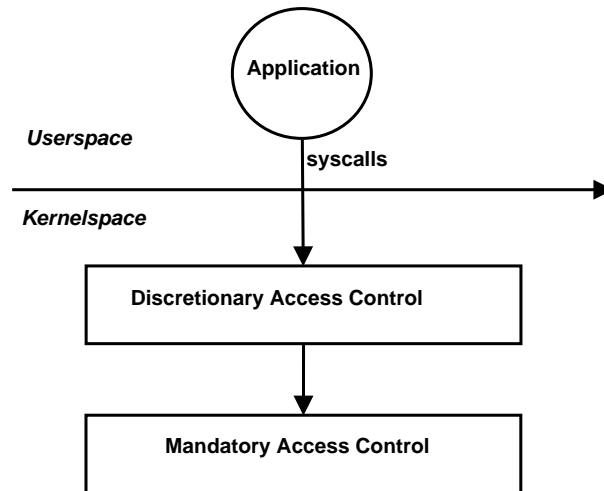 Application
Userspace
syscalls
Kernelspace
Discretionary Access Control
Mandatory Access Control